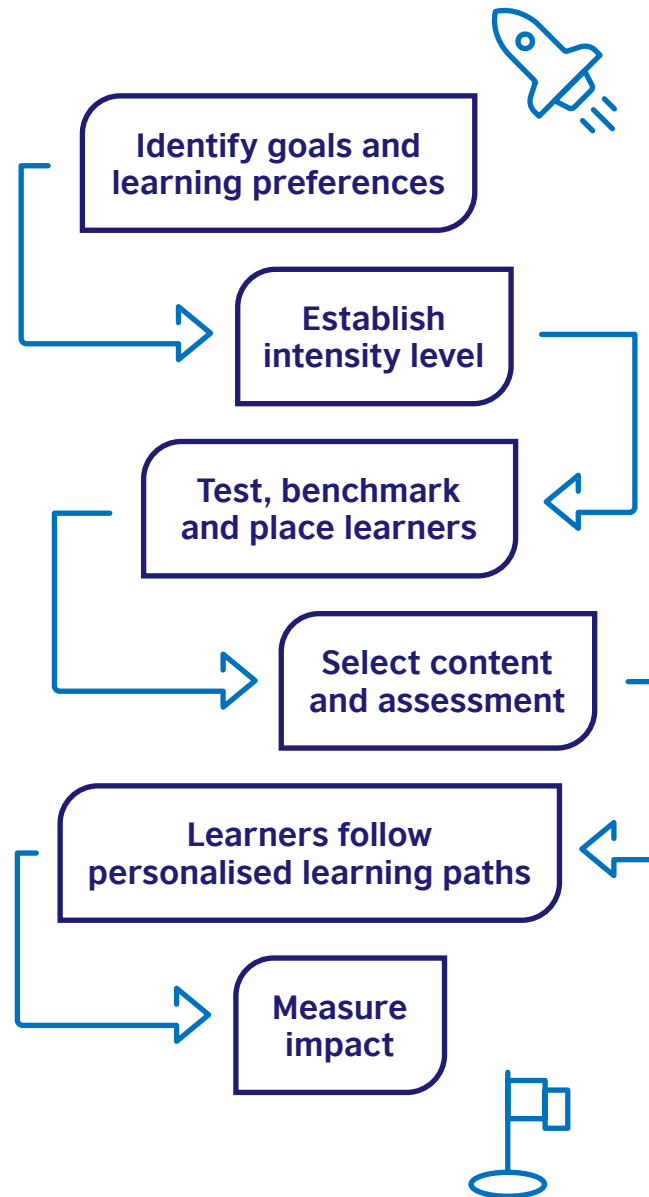 Identify goals and
learning preferences
Establish
intensity level
Test, benchmark
and place learners
Select content
and assessment
Learners follow
personalised learning paths
Measure
impact